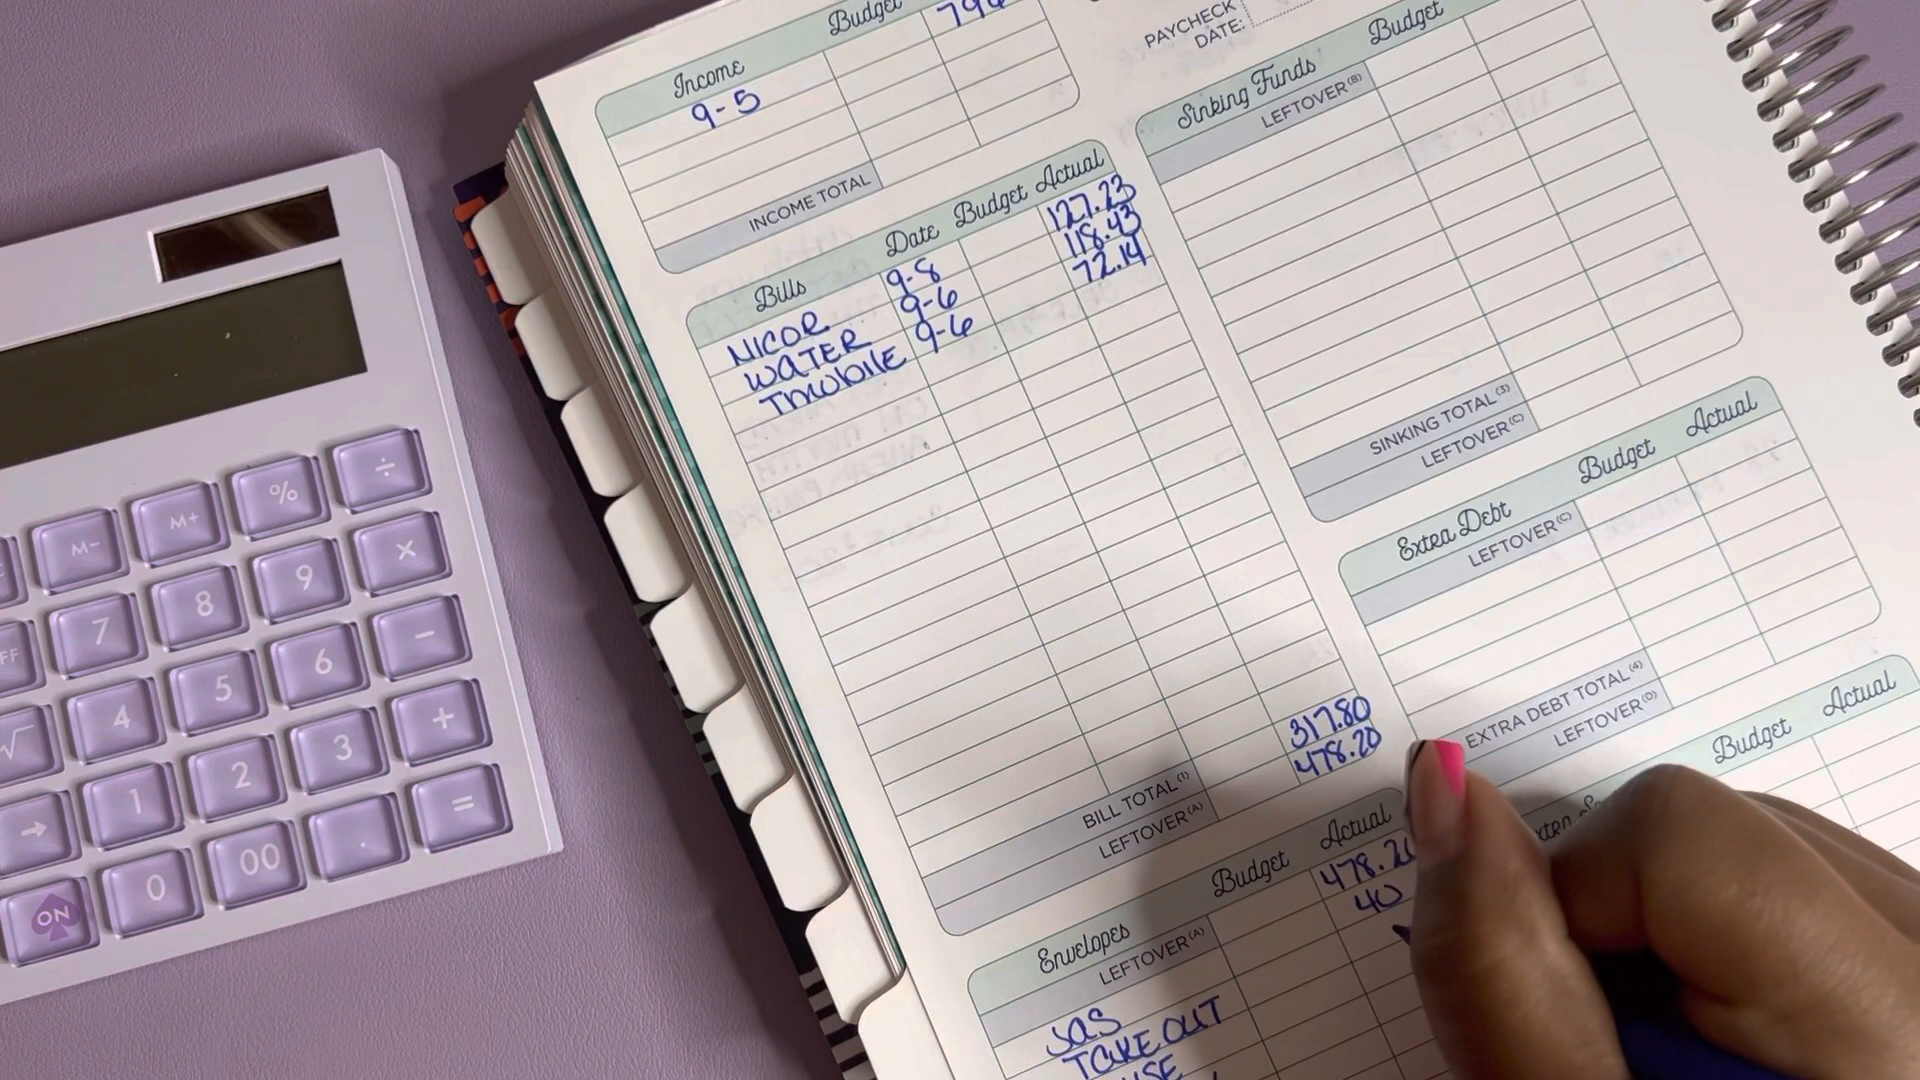 Budget
Income
9-5
INCOME TOTAL
Bills Date Budget Actual
NICOR 9-8 127.23
WATER 9-6 118.43
TMOBILE 9-6 72.14
BILL TOTAL (1) 317.80
LEFTOVER (A) 478.20
Envelopes Budget Actual
LEFTOVER (A)
40
GAS
TAKE OUT
PAYCHECK
DATE:
Sinking Funds Budget
LEFTOVER (B)
SINKING TOTAL (3)
LEFTOVER (C)
Extra Debt Budget Actual
LEFTOVER (C)
EXTRA DEBT TOTAL (4)
LEFTOVER (D)
Budget Actual
% ÷
M- M+
7 8 9 ×
4 5 6 -
√ 1 2 3 +
→ 0 00 . =
ON